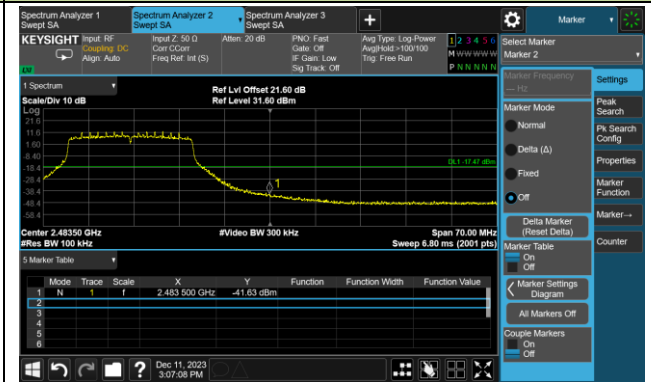 Spectrum Analyzer 1
Swept SA
Spectrum Analyzer 2
Swept SA
Spectrum Analyzer 3
Swept SA
+
Marker
KEYSIGHT
Input: RF
Coupling: DC
Align: Auto
Input Z: 50 Ω
Corr CCorr
Freq Ref: Int (S)
Atten: 20 dB
PNO: Fast
Gate: Off
IF Gain: Low
Sig Track: Off
Avg Type: Log-Power
Avg|Hold:>100/100
Trig: Free Run
1 2 3 4 5 6
M W W W W W
P N N N N N
LW
Select Marker
Marker 2
1 Spectrum
Scale/Div 10 dB
Ref Lvl Offset 21.60 dB
Ref Level 31.60 dBm
Log
21.6
11.6
1.60
-8.40
-18.4
-28.4
-38.4
-48.4
-58.4
DL1 -17.47 dBm
1
Center 2.48350 GHz
#Res BW 100 kHz
#Video BW 300 kHz
Span 70.00 MHz
Sweep 6.80 ms (2001 pts)
5 Marker Table
Mode Trace Scale X Y Function Function Width Function Value
1 N 1 f 2.483 500 GHz -41.63 dBm
2
3
4
5
6
Marker Frequency
--- Hz
Marker Mode
Normal
Delta (Δ)
Fixed
Off
Delta Marker
(Reset Delta)
Marker Table
On
Off
Marker Settings
Diagram
All Markers Off
Couple Markers
On
Off
Settings
Peak
Search
Pk Search
Config
Properties
Marker
Function
Marker→
Counter
?
Dec 11, 2023
3:07:08 PM